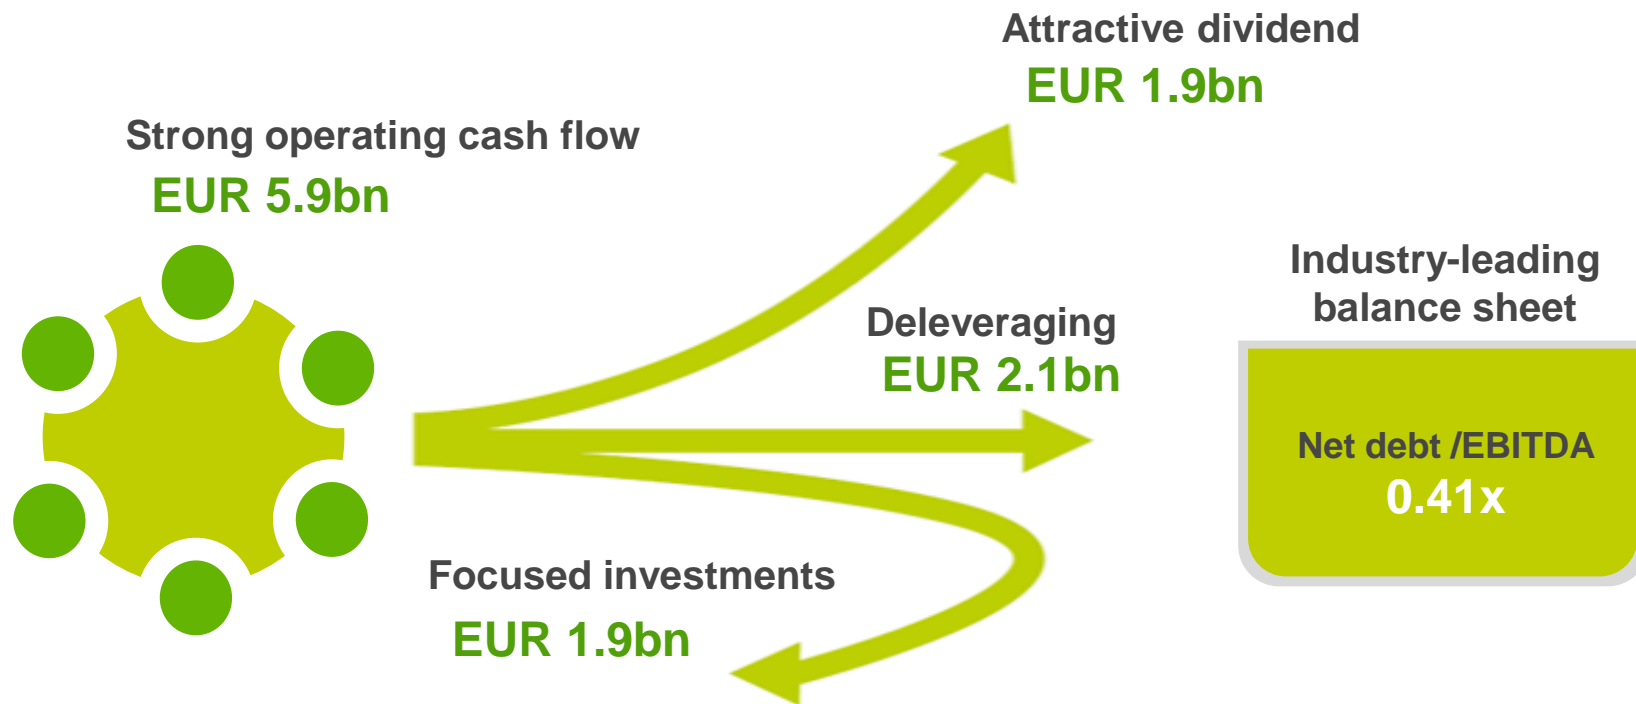 Attractive dividend
EUR 1.9bn
Strong operating cash flow
EUR 5.9bn
Industry-leading
balance sheet
Deleveraging
EUR 2.1bn
Net debt /EBITDA
0.41x
Focused investments
EUR 1.9bn